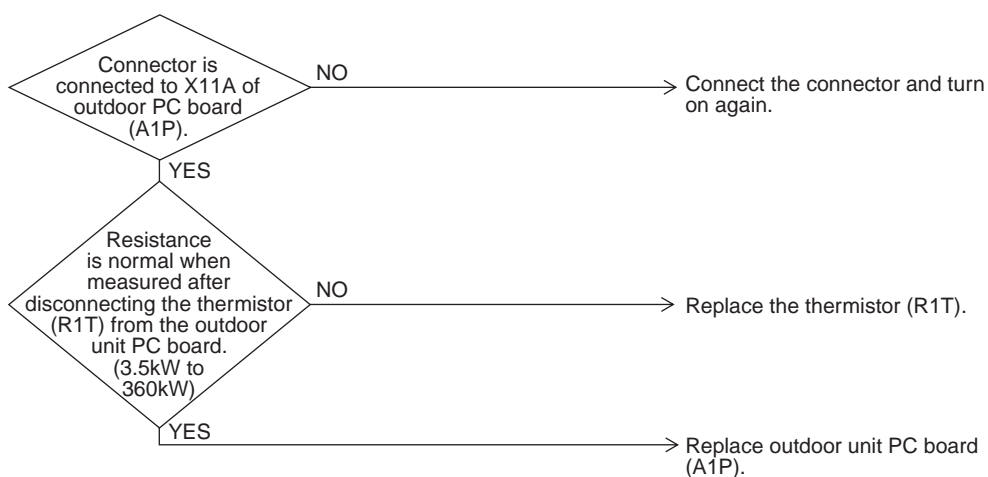 Connector is
connected to X11A of
outdoor PC board
(A1P).
NO
Connect the connector and turn
on again.
YES
Resistance
is normal when
measured after
disconnecting the thermistor
(R1T) from the outdoor
unit PC board.
(3.5kW to
360kW)
NO
Replace the thermistor (R1T).
YES
Replace outdoor unit PC board
(A1P).